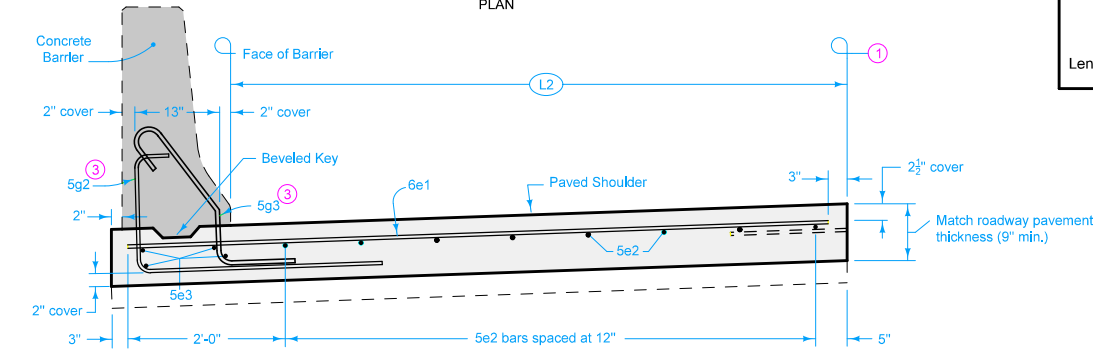 PLAN
Concrete
Barrier
Face of Barrier
1
Len
L2
2" cover
13"
2" cover
Beveled Key
3
5g2
5g3
3
6e1
Paved Shoulder
3"
2½" cover
2"
Match roadway pavement
thickness (9" min.)
5e2
5e3
2" cover
3"
2'-0"
5e2 bars spaced at 12"
5"